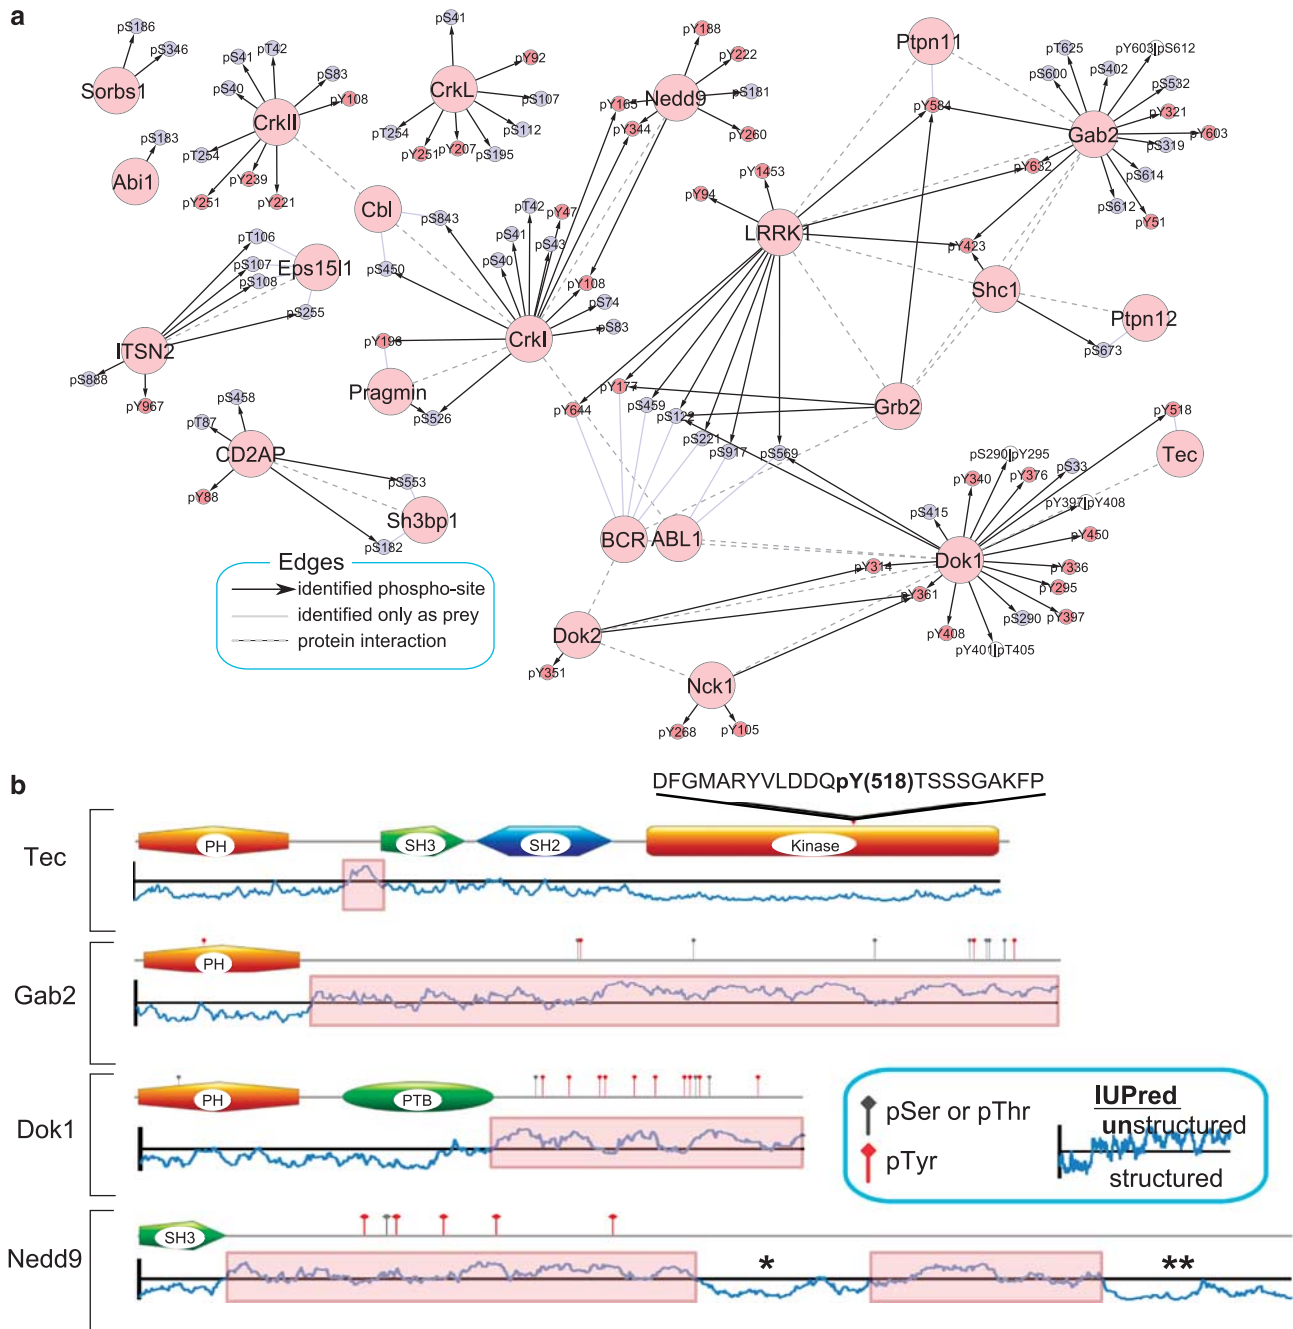 a
pS186
pS346
Sorbs1
pS183
Abi1
pT42
pS41
pS83
pS40
pY108
CrkII
pT254
pY239
pY251
pY221
pS41
pY92
CrkL
pS107
pT254
pS112
pY251
pY207
pS195
pY188
pY222
pS181
Nedd9
pY165
pY344
pY260
Ptpn11
pY584
pT625
pY603|pS612
pS600
pS402
pS532
pY321
Gab2
pY603
pS319
pY632
pS614
pS612
pY51
pY1453
pY94
LRRK1
pY423
Shc1
Ptpn12
pS673
Cbl
pS843
pS450
pT42
pY47
pS41
pS43
pS40
pY108
pS74
pS83
CrkI
pT106
pS107
pS108
Eps15l1
pS255
ITSN2
pS888
pY967
pY198
Pragmin
pS526
pY177
pY644
pS459
pS122
pS221
pS917
pS569
Grb2
pS458
pT87
CD2AP
pY88
pS553
Sh3bp1
pS182
BCR
ABL1
pY518
Tec
pS290|pY295
pY340
pY376
pS33
pY397|pY408
pS415
pY450
Dok1
pY314
pY336
pY361
pY295
pS290
pY397
pY408
pY401|pT405
Dok2
pY351
Nck1
pY268
pY105
Edges
identified phospho-site
identified only as prey
protein interaction
b
DFGMARYVLDDQpY(518)TSSSGAKFP
Tec
PH
SH3
SH2
Kinase
Gab2
PH
Dok1
PH
PTB
pSer or pThr
pTyr
IUPred
unstructured
structured
Nedd9
SH3
*
**